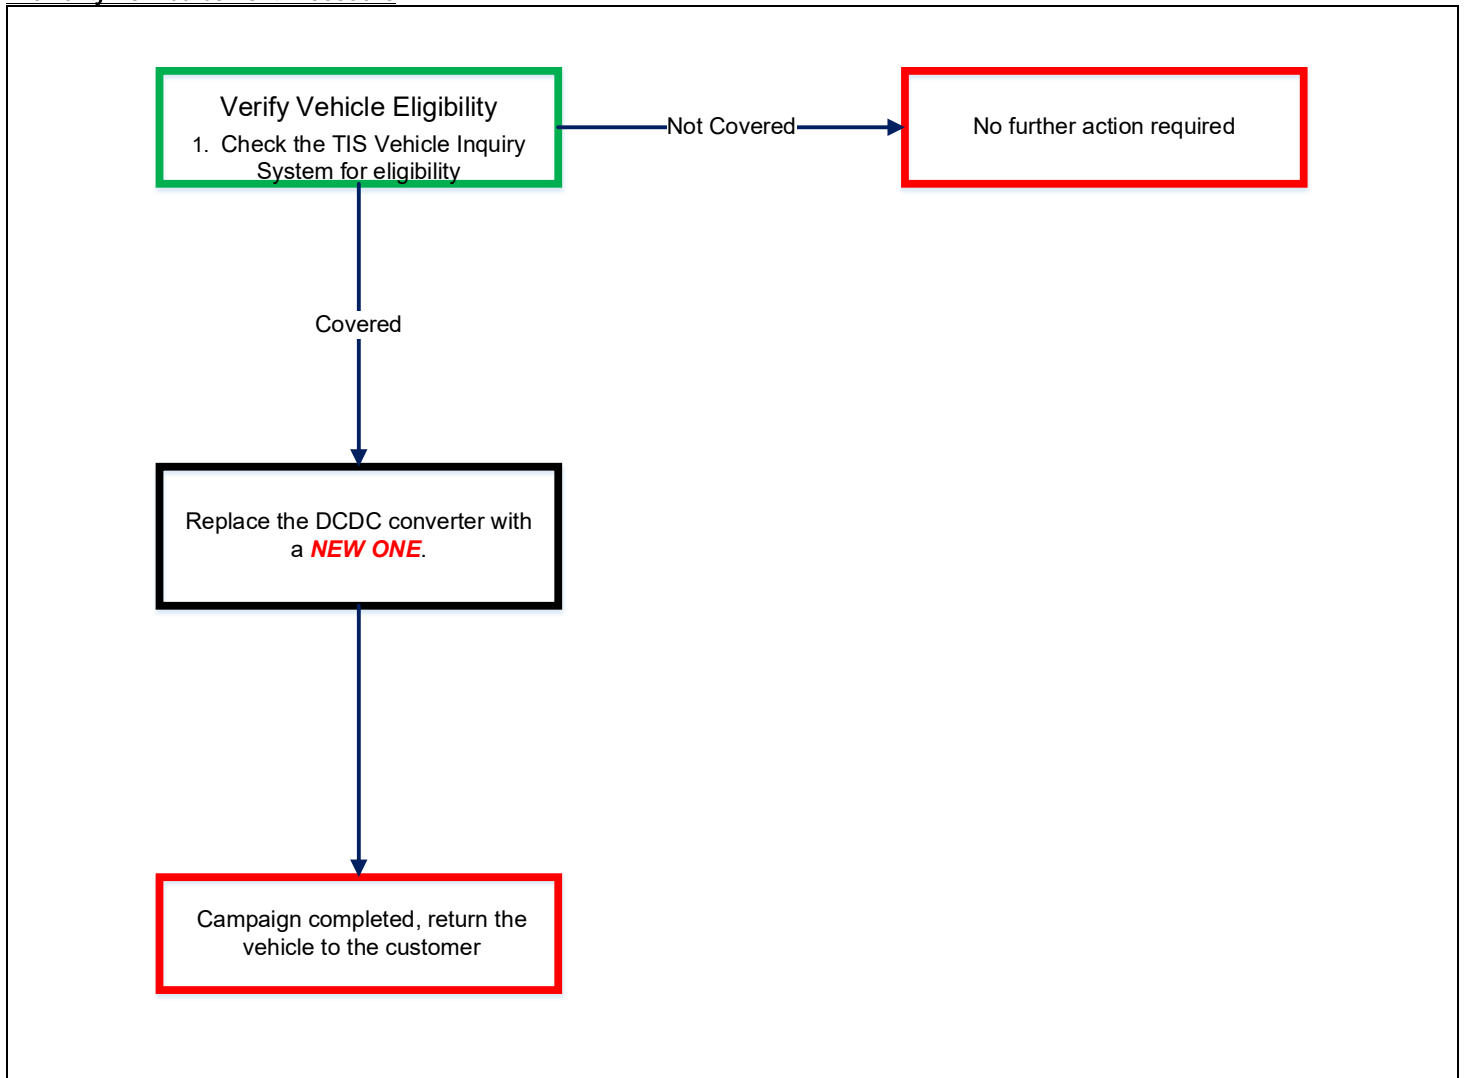 Verify Vehicle Eligibility
1. Check the TIS Vehicle Inquiry
System for eligibility
Not Covered
No further action required
Covered
Replace the DCDC converter with
a NEW ONE.
Campaign completed, return the
vehicle to the customer